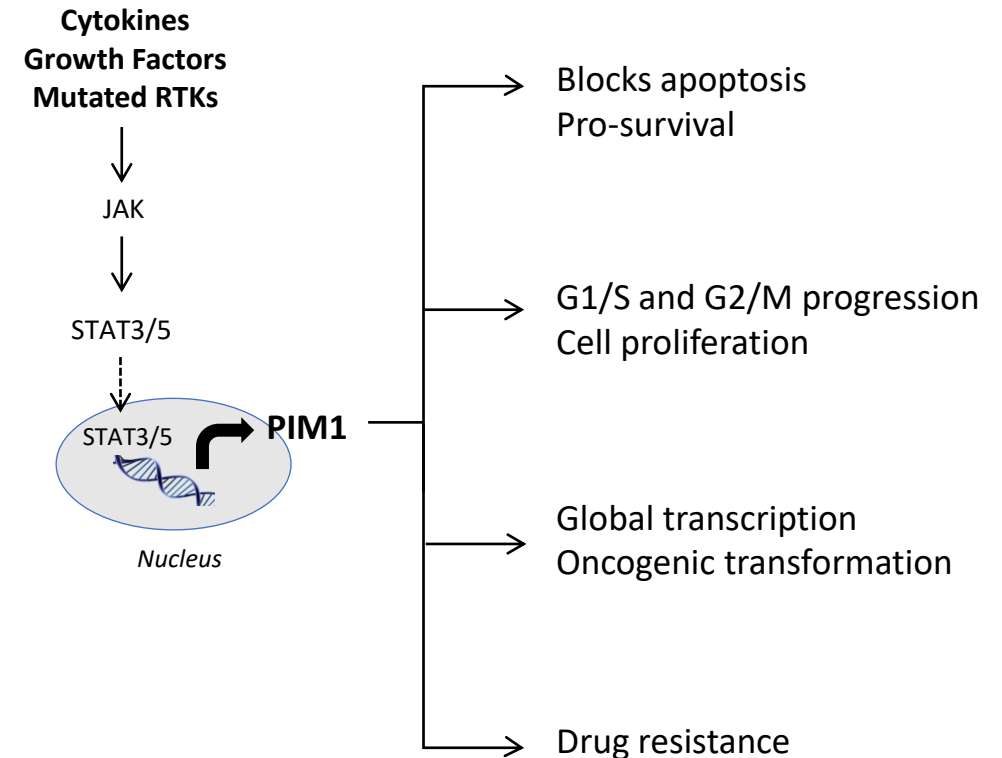 Cytokines
Growth Factors
Mutated RTKs
JAK
STAT3/5
STAT3/5
PIM1
Nucleus
Blocks apoptosis
Pro-survival
G1/S and G2/M progression
Cell proliferation
Global transcription
Oncogenic transformation
Drug resistance